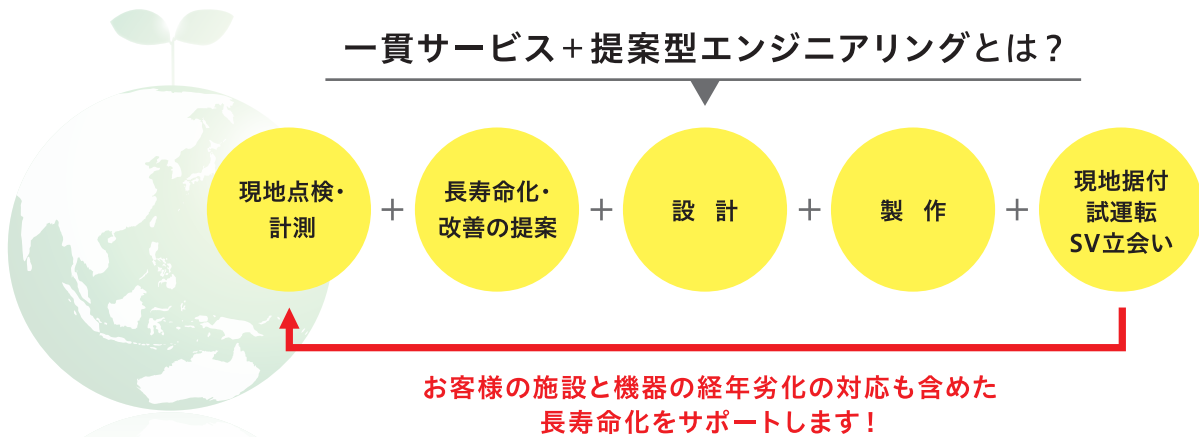 一貫サービス＋提案型エンジニアリングとは？
現地点検・
計測
＋
長寿命化・
改善の提案
＋
設 計
＋
製 作
＋
現地据付
試運転
SV立会い
お客様の施設と機器の経年劣化の対応も含めた
長寿命化をサポートします！